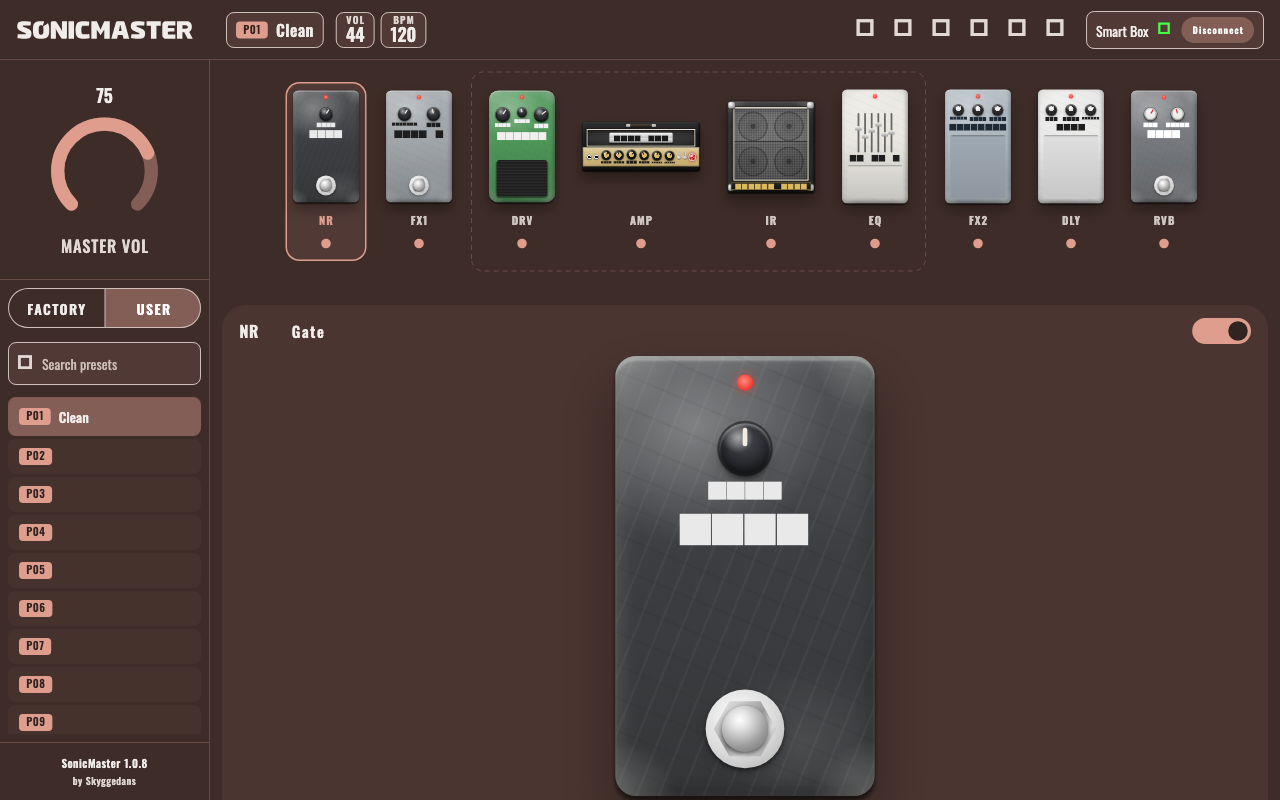 SONICMASTER
P01 Clean
VOL
44
BPM
120
Smart Box
Disconnect
75
MASTER VOL
FACTORY
USER
Search presets
P01 Clean
P02
P03
P04
P05
P06
P07
P08
P09
SonicMaster 1.0.8
by Skyggedans
NR
FX1
DRV
AMP
IR
EQ
FX2
DLY
RVB
NR Gate